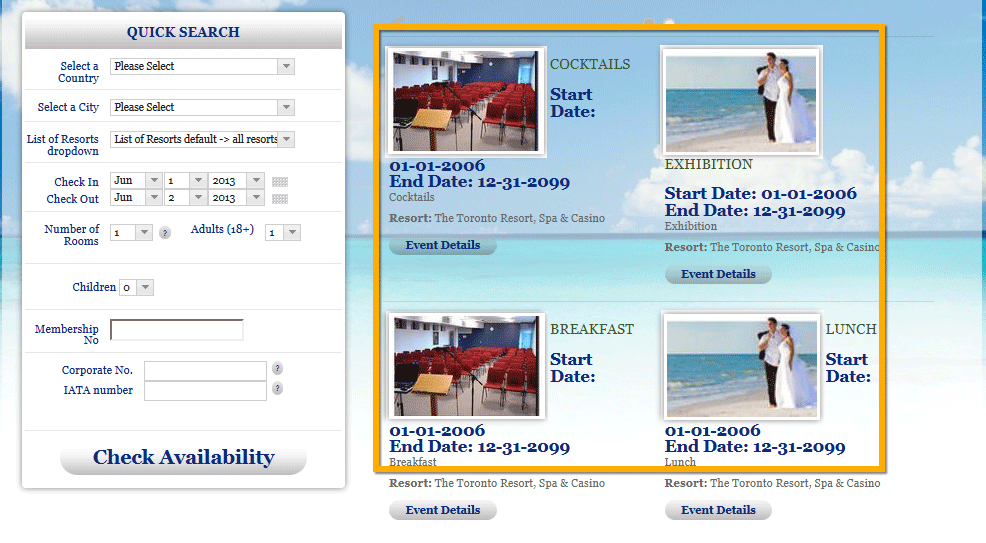 QUICK SEARCH
Select a
Country
Please Select
Select a City
Please Select
List of Resorts
dropdown
List of Resorts default -> all resorts
Check In
Jun
1
2013
Check Out
Jun
2
2013
Number of
Rooms
1
?
Adults (18+)
1
Children
0
Membership
No
Corporate No.
?
IATA number
?
Check Availability
COCKTAILS
Start
Date:
01-01-2006
End Date: 12-31-2099
Cocktails
Resort: The Toronto Resort, Spa & Casino
Event Details
EXHIBITION
Start Date: 01-01-2006
End Date: 12-31-2099
Exhibition
Resort: The Toronto Resort, Spa & Casino
Event Details
BREAKFAST
Start
Date:
01-01-2006
End Date: 12-31-2099
Breakfast
Resort: The Toronto Resort, Spa & Casino
Event Details
LUNCH
Start
Date:
01-01-2006
End Date: 12-31-2099
Lunch
Resort: The Toronto Resort, Spa & Casino
Event Details